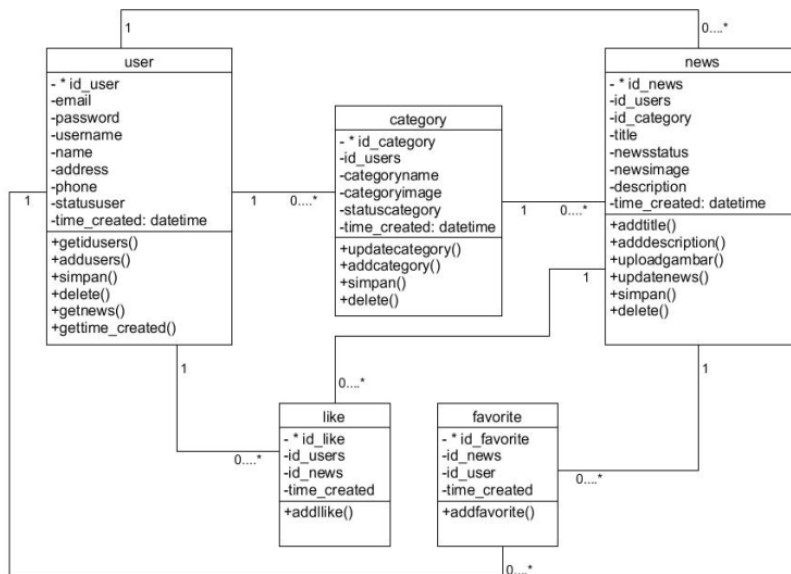 1
0....*
user
- * id_user
-email
-password
-username
-name
-address
-phone
-statususer
-time_created: datetime
+getidusers()
+addusers()
+simpan()
+delete()
+getnews()
+gettime_created()
1
1
0....*
category
- * id_category
-id_users
-categoryname
-categoryimage
-statuscategory
-time_created: datetime
+updatecategory()
+addcategory()
+simpan()
+delete()
1
0....*
news
- * id_news
-id_users
-id_category
-title
-newsstatus
-newsimage
-description
-time_created: datetime
+addtitle()
+adddescription()
+uploadgambar()
+updatenews()
+simpan()
+delete()
1
1
1
0....*
0....*
like
- * id_like
-id_users
-id_news
-time_created
+addllike()
favorite
- * id_favorite
-id_news
-id_user
-time_created
+addfavorite()
0....*
0....*